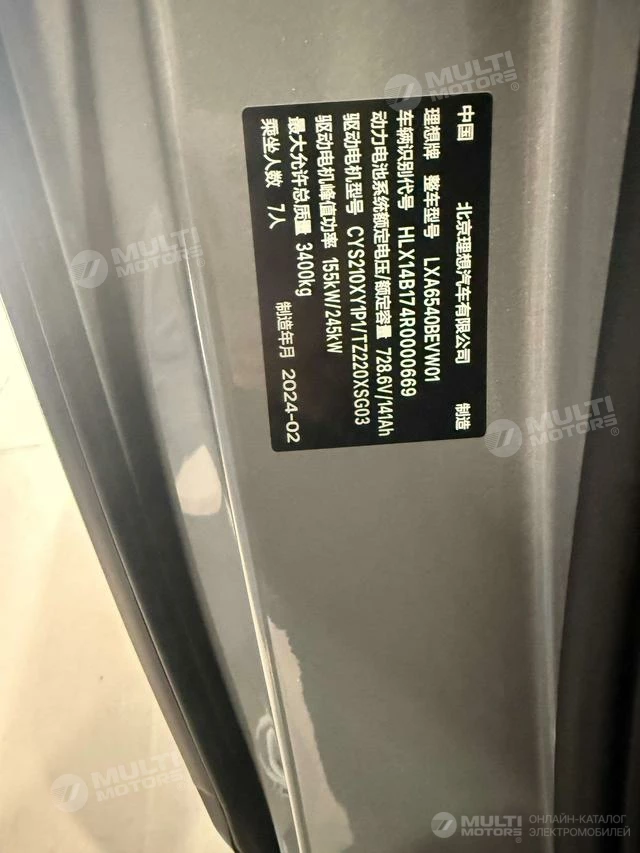 中国 北京理想汽车有限公司 制造
理想牌 整车型号 LXA6540BEVW01
车辆识别代号 HLX14B174R0000669
动力电池系统额定电压/额定容量 728.6V/141Ah
驱动电机型号 CYS210XY1P1/TZ220XSG03
驱动电机峰值功率 155kW/245kW
最大允许总质量 3400kg
乘坐人数 7人 制造年月 2024-02
MULTI
MOTORS®
MULTI
MOTORS®
MULTI
MOTORS®
MULTI
MOTORS®
MULTI
MOTORS®
ОНЛАЙН-КАТАЛОГ
ЭЛЕКТРОМОБИЛЕЙ